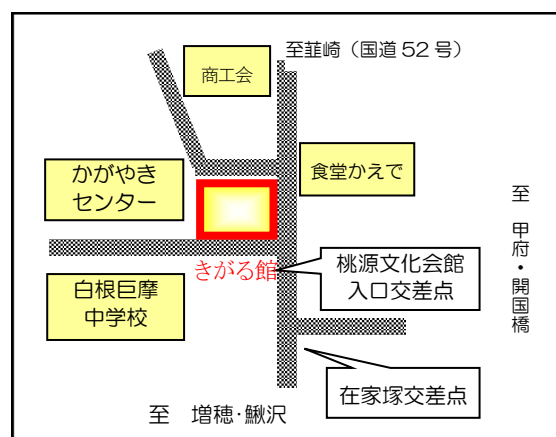 至韮崎（国道52号）
商工会
食堂かえで
かがやき
センター
きがる館
桃源文化会館
入口交差点
白根巨摩
中学校
在家塚交差点
至 甲府・開国橋
至 増穂・鰍沢